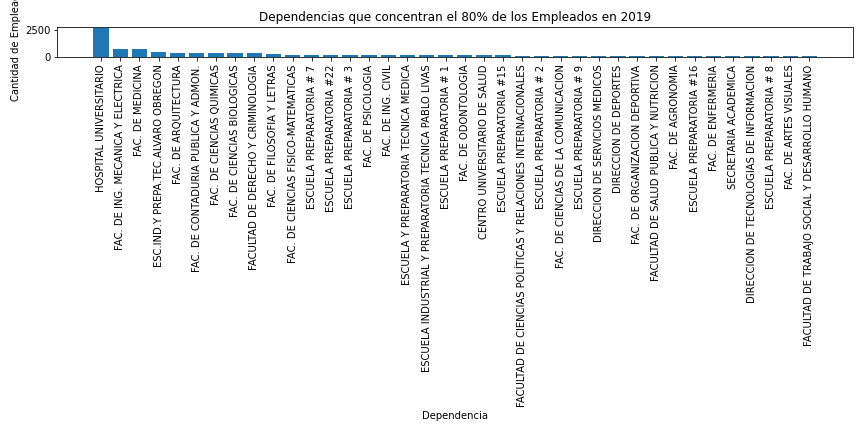 Dependencias que concentran el 80% de los Empleados en 2019
Cantidad de
2500
0
HOSPITAL UNIVERSITARIO
FAC. DE ING. MECANICA Y ELECTRICA
FAC. DE MEDICINA
ESC.IND.Y PREPA.TEC.ALVARO OBREGON
FAC. DE ARQUITECTURA
FAC. DE CONTADURIA PUBLICA Y ADMON.
FAC. DE CIENCIAS QUIMICAS
FAC. DE CIENCIAS BIOLOGICAS
FACULTAD DE DERECHO Y CRIMINOLOGIA
FAC. DE FILOSOFIA Y LETRAS
FAC. DE CIENCIAS FISICO-MATEMATICAS
ESCUELA PREPARATORIA # 7
ESCUELA PREPARATORIA #22
ESCUELA PREPARATORIA # 3
FAC. DE PSICOLOGIA
FAC. DE ING. CIVIL
ESCUELA Y PREPARATORIA TECNICA MEDICA
ESCUELA INDUSTRIAL Y PREPARATORIA TECNICA PABLO LIVAS
ESCUELA PREPARATORIA # 1
FAC. DE ODONTOLOGIA
CENTRO UNIVERSITARIO DE SALUD
ESCUELA PREPARATORIA #15
FACULTAD DE CIENCIAS POLÍTICAS Y RELACIONES INTERNACIONALES
ESCUELA PREPARATORIA # 2
FAC. DE CIENCIAS DE LA COMUNICACION
ESCUELA PREPARATORIA # 9
DIRECCION DE SERVICIOS MEDICOS
DIRECCION DE DEPORTES
FAC. DE ORGANIZACION DEPORTIVA
FACULTAD DE SALUD PUBLICA Y NUTRICION
FAC. DE AGRONOMIA
ESCUELA PREPARATORIA #16
FAC. DE ENFERMERIA
SECRETARIA ACADEMICA
DIRECCION DE TECNOLOGIAS DE INFORMACION
ESCUELA PREPARATORIA # 8
FAC. DE ARTES VISUALES
FACULTAD DE TRABAJO SOCIAL Y DESARROLLO HUMANO
Dependencia